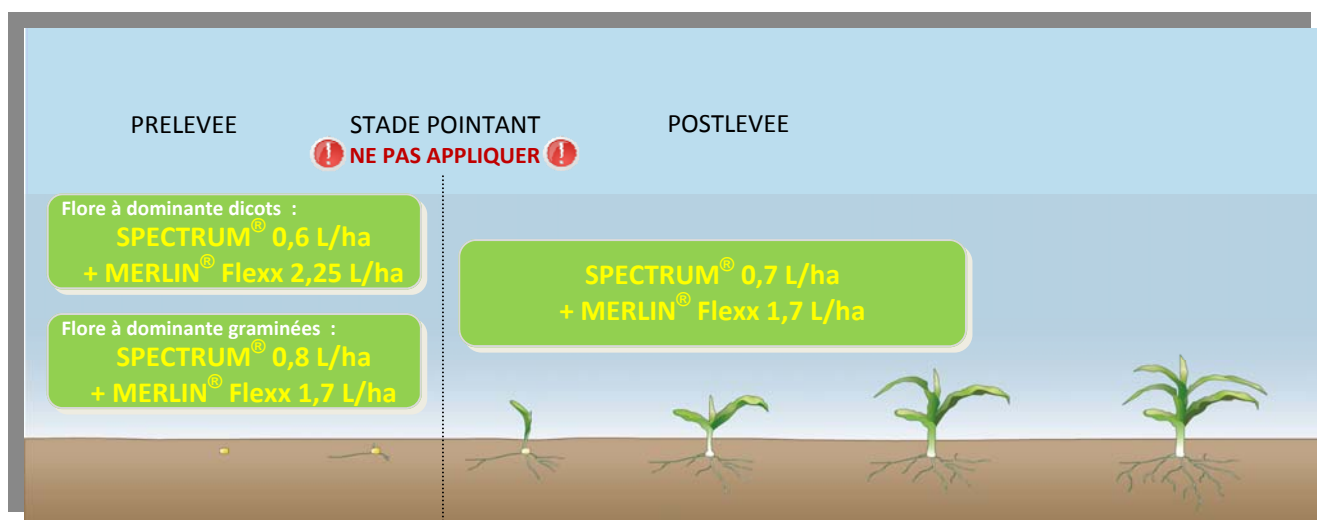 PRELEVEE
STADE POINTANT
POSTLEVEE
NE PAS APPLIQUER
Flore à dominante dicots :
SPECTRUM® 0,6 L/ha
+ MERLIN® Flexx 2,25 L/ha
Flore à dominante graminées :
SPECTRUM® 0,8 L/ha
+ MERLIN® Flexx 1,7 L/ha
SPECTRUM® 0,7 L/ha
+ MERLIN® Flexx 1,7 L/ha